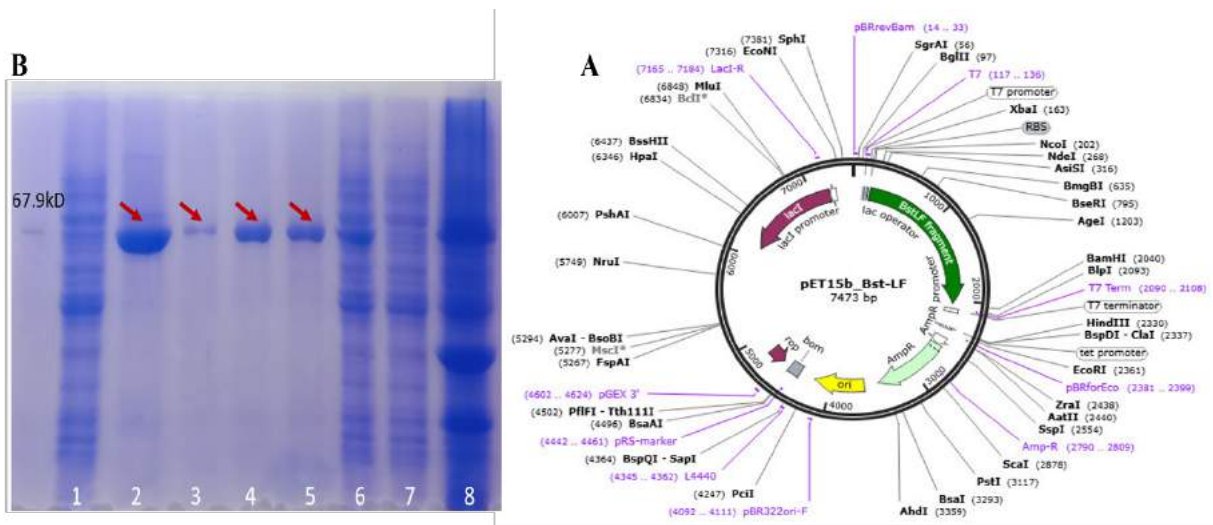 B
67.9kD
1 2 3 4 5 6 7 8
A
pBRrevBam (14 .. 33)
SgrAI (56)
BglII (97)
T7 (117 .. 136)
T7 promoter
XbaI (163)
RBS
NcoI (202)
NdeI (268)
AsiSI (316)
BmgBI (635)
BseRI (795)
AgeI (1203)
BamHI (2040)
BlpI (2093)
T7 Term (2090 .. 2108)
T7 terminator
HindIII (2330)
BspDI - ClaI (2337)
tet promoter
EcoRI (2361)
pBRforEco (2381 .. 2399)
ZraI (2438)
AatII (2440)
SspI (2554)
Amp-R (2790 .. 2809)
ScaI (2878)
PstI (3117)
BsaI (3293)
AhdI (3359)
(7381) SphI
(7316) EcoNI
(7165 .. 7184) LacI-R
(6848) MluI
(6834) BclI*
(6437) BssHII
(6346) HpaI
(6007) PshAI
(5749) NruI
(5294) AvaI - BsoBI
(5277) MscI*
(5267) FspAI
(4602 .. 4624) pGEX 3'
(4502) PflFI - Tth111I
(4496) BsaAI
(4442 .. 4461) pRS-marker
(4364) BspQI - SapI
(4345 .. 4362) L4440
(4247) PciI
(4092 .. 4111) pBR322ori-F
1000
2000
3000
4000
5000
6000
7000
lacI
lacI promoter
lac operator
BstLF fragment
AmpR promoter
AmpR
ori
bom
rop
pET15b_Bst-LF
7473 bp